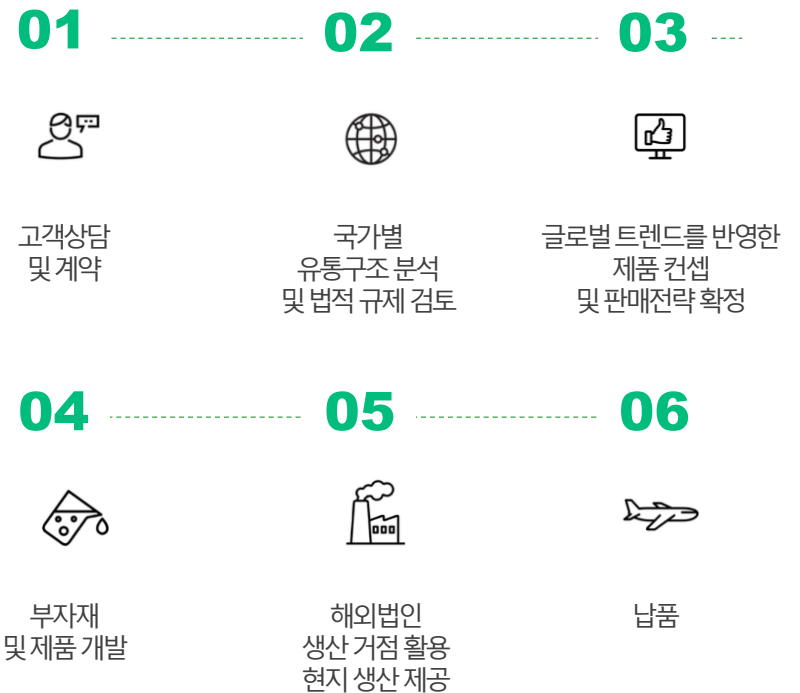 01
02
03
고객상담
및 계약
국가별
유통구조 분석
및 법적 규제 검토
글로벌 트렌드를 반영한
제품 컨셉
및 판매전략 확정
04
05
06
부자재
및 제품 개발
해외법인
생산 거점 활용
현지 생산 제공
납품